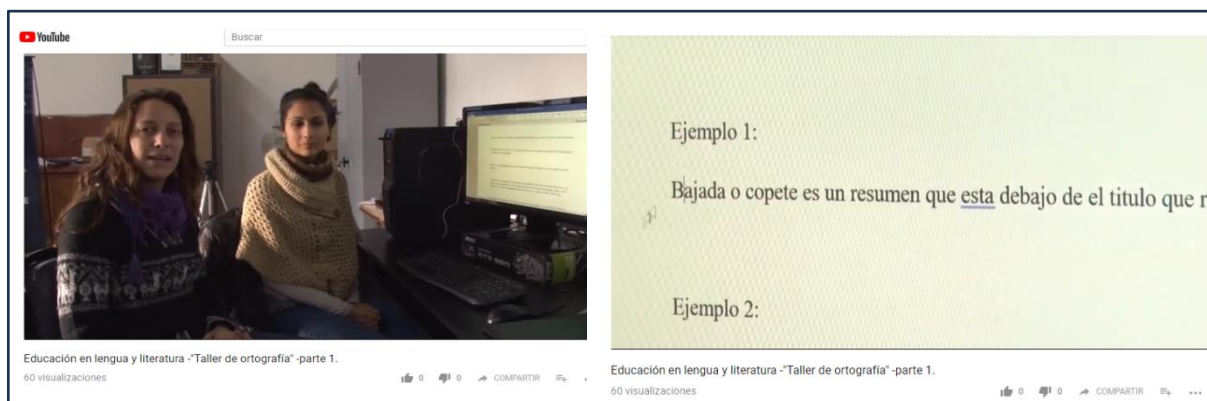 YouTube
Buscar
Educación en lengua y literatura -"Taller de ortografía" -parte 1.
60 visualizaciones
0 0 COMPARTIR
Ejemplo 1:
Bajada o copete es un resumen que esta debajo de el titulo que r
Ejemplo 2:
Educación en lengua y literatura -"Taller de ortografía" -parte 1.
60 visualizaciones
0 0 COMPARTIR